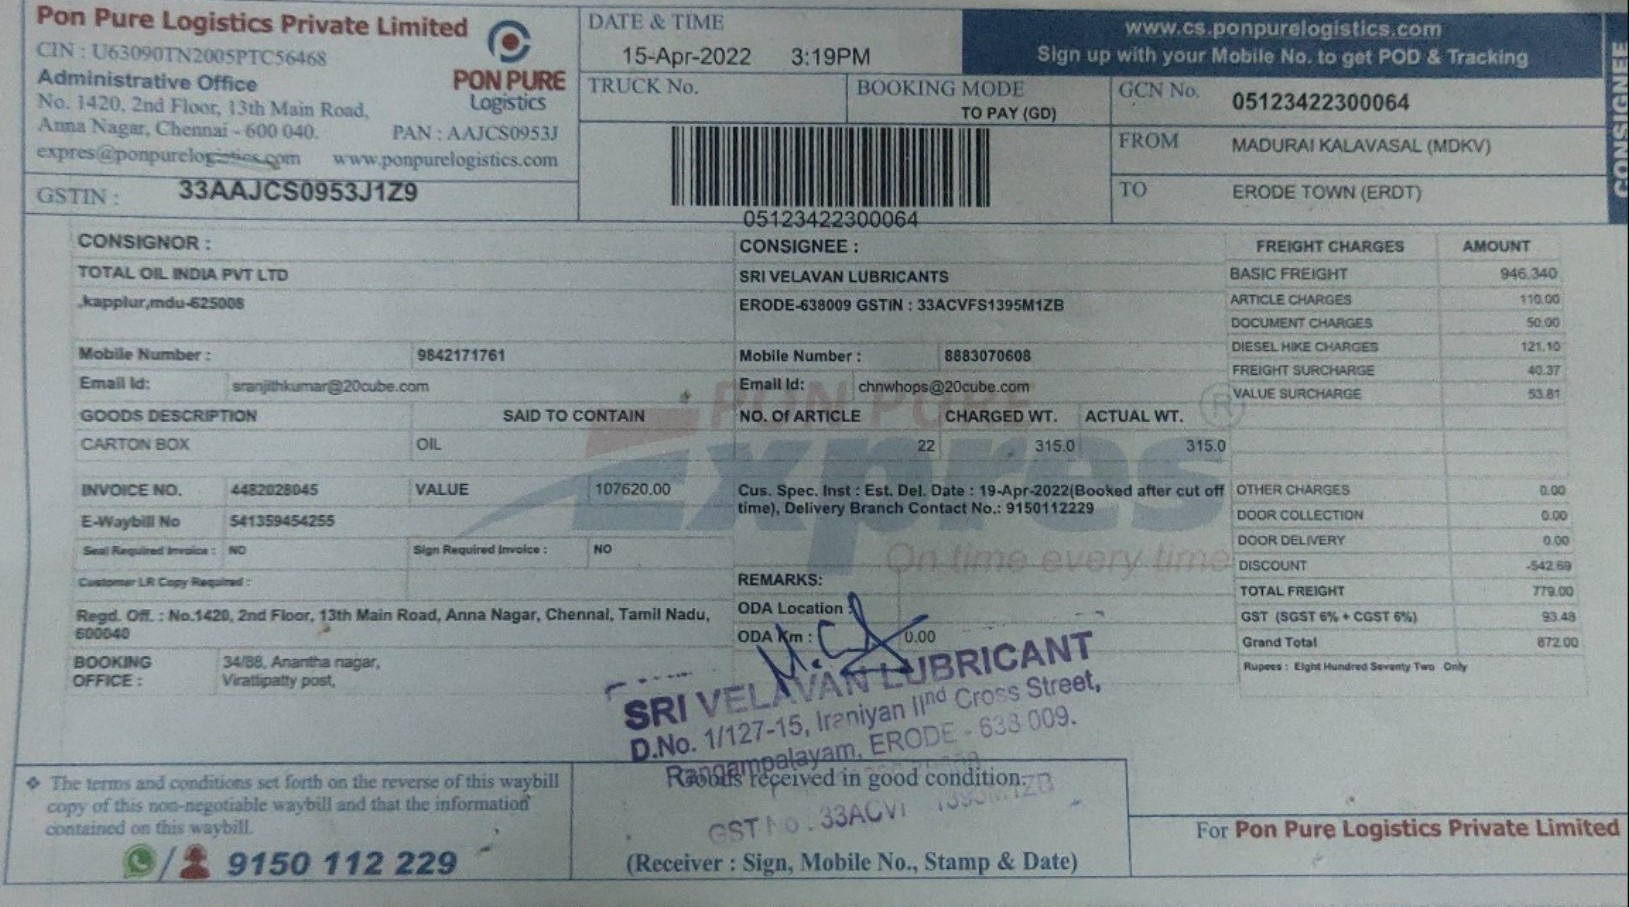 Pon Pure Logistics Private Limited
CIN : U63090TN2005PTC56468
Administrative Office
No. 1420, 2nd Floor, 13th Main Road,
Anna Nagar, Chennai - 600 040.
PAN : AAJCS0953J
expres@ponpurelogistics.com www.ponpurelogistics.com
PON PURE
Logistics
GSTIN : 33AAJCS0953J1Z9
DATE & TIME
15-Apr-2022 3:19PM
TRUCK No.
BOOKING MODE
TO PAY (GD)
05123422300064
www.cs.ponpurelogistics.com
Sign up with your Mobile No. to get POD & Tracking
GCN No. 05123422300064
FROM MADURAI KALAVASAL (MDKV)
TO ERODE TOWN (ERDT)
CONSIGNEE
CONSIGNOR :
TOTAL OIL INDIA PVT LTD
,kapplur,mdu-625008
Mobile Number : 9842171761
Email Id: sranjithkumar@20cube.com
CONSIGNEE :
SRI VELAVAN LUBRICANTS
ERODE-638009 GSTIN : 33ACVFS1395M1ZB
Mobile Number : 8883070608
Email Id: chnwhops@20cube.com
GOODS DESCRIPTION SAID TO CONTAIN NO. Of ARTICLE CHARGED WT. ACTUAL WT.
CARTON BOX OIL 22 315.0 315.0
INVOICE NO. 4482028045 VALUE 107620.00
E-Waybill No 541359454255
Seal Required Invoice : NO Sign Required Invoice : NO
Customer LR Copy Required :
Cus. Spec. Inst : Est. Del. Date : 19-Apr-2022(Booked after cut off
time), Delivery Branch Contact No.: 9150112229
REMARKS:
ODA Location :
ODA Km : 0.00
Regd. Off. : No.1420, 2nd Floor, 13th Main Road, Anna Nagar, Chennai, Tamil Nadu,
600040
BOOKING OFFICE : 34/88, Anantha nagar,
Virattipatty post,
FREIGHT CHARGES AMOUNT
BASIC FREIGHT 946.340
ARTICLE CHARGES 110.00
DOCUMENT CHARGES 50.00
DIESEL HIKE CHARGES 121.10
FREIGHT SURCHARGE 40.37
VALUE SURCHARGE 53.81
OTHER CHARGES 0.00
DOOR COLLECTION 0.00
DOOR DELIVERY 0.00
DISCOUNT -542.69
TOTAL FREIGHT 779.00
GST (SGST 6% + CGST 6%) 93.48
Grand Total 872.00
Rupees : Eight Hundred Seventy Two Only
PON PURE
Expres
On time every time
SRI VELAVAN LUBRICANT
D.No. 1/127-15, Iraniyan IInd Cross Street,
Rangampalayam, ERODE - 638 009.
Goods received in good condition.
GST No. 33ACVF 1395M1ZB
(Receiver : Sign, Mobile No., Stamp & Date)
❖ The terms and conditions set forth on the reverse of this waybill
copy of this non-negotiable waybill and that the information
contained on this waybill.
9150 112 229
For Pon Pure Logistics Private Limited